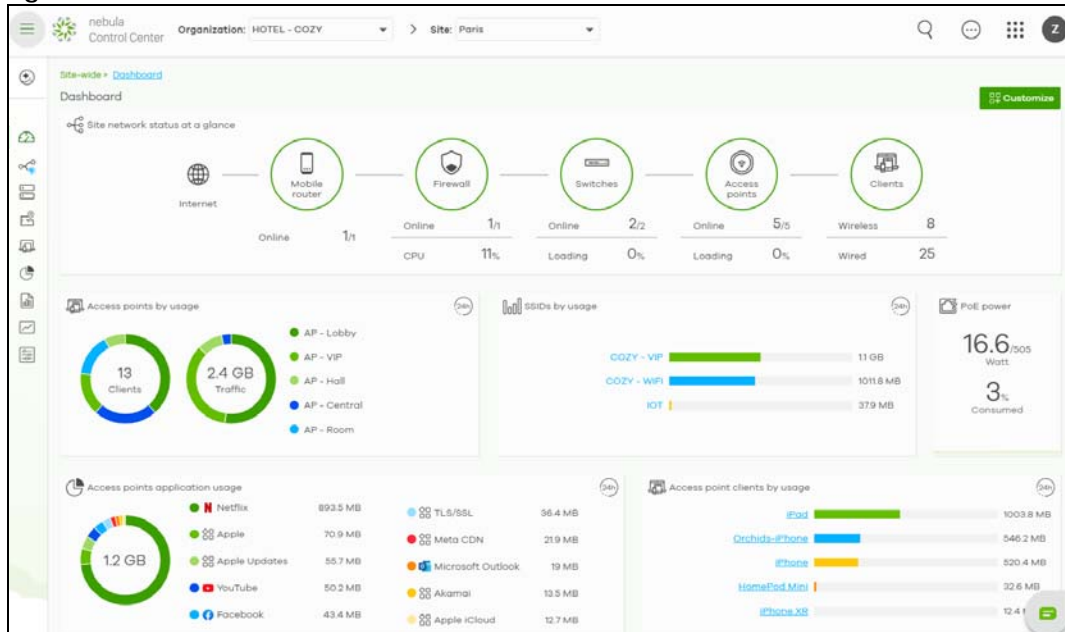 nebula
Control Center
Organization: HOTEL - COZY > Site: Paris
Z
Site-wide > Dashboard
Dashboard
Customize
Site network status at a glance
Internet
Mobile router
Firewall
Switches
Access points
Clients
Online 1/1
Online 1/1
Online 2/2
Online 5/5
Wireless 8
CPU 11%
Loading 0%
Loading 0%
Wired 25
Access points by usage
24h
13
Clients
2.4 GB
Traffic
AP - Lobby
AP - VIP
AP - Hall
AP - Central
AP - Room
SSIDs by usage
24h
COZY - VIP 1.1 GB
COZY - WIFI 1011.8 MB
IOT 37.9 MB
PoE power
16.6/505
Watt
3%
Consumed
Access points application usage
24h
1.2 GB
Netflix 893.5 MB
Apple 70.9 MB
Apple Updates 55.7 MB
YouTube 50.2 MB
Facebook 43.4 MB
TLS/SSL 36.4 MB
Meta CDN 21.9 MB
Microsoft Outlook 19 MB
Akamai 13.5 MB
Apple iCloud 12.7 MB
Access point clients by usage
24h
iPad 1003.8 MB
Orchids-iPhone 546.2 MB
iPhone 520.4 MB
HomePod Mini 32.6 MB
iPhone XR 12.4